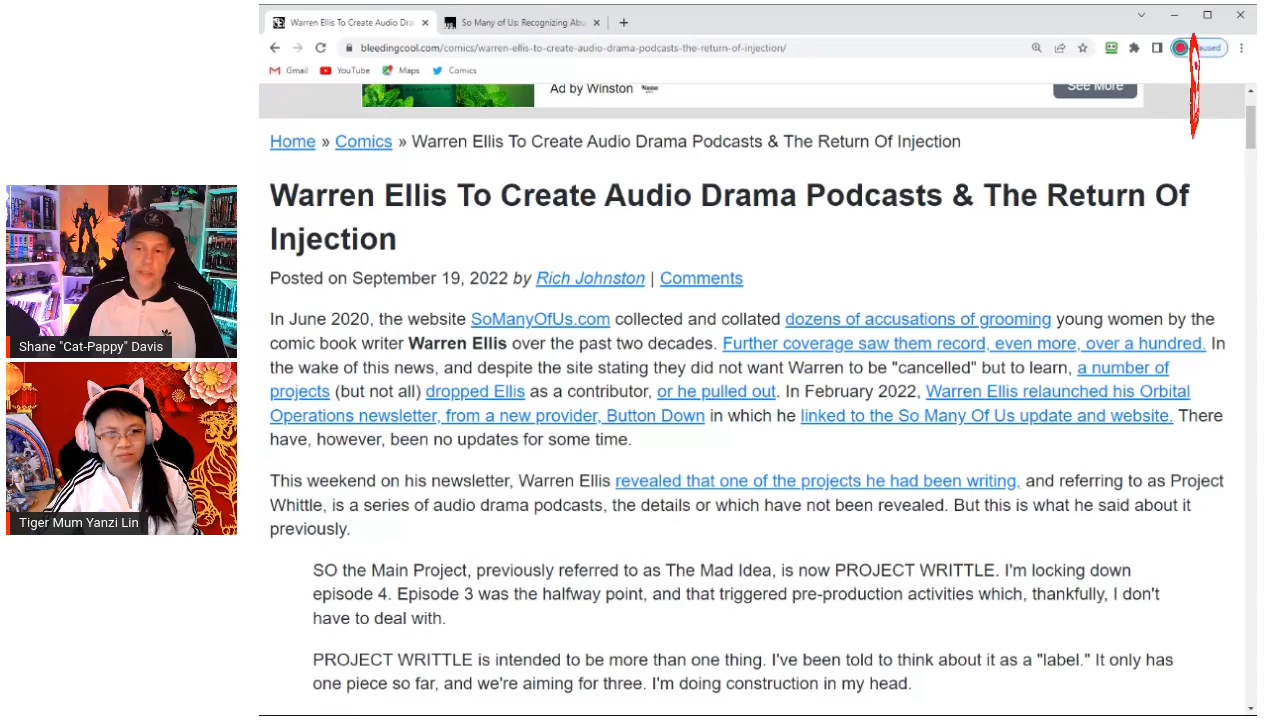 Warren Ellis To Create Audio Dra
So Many of Us: Recognizing Abu
bleedingcool.com/comics/warren-ellis-to-create-audio-drama-podcasts-the-return-of-injection/
Gmail
YouTube
Maps
Comics
Ad by Winston
See More
Home » Comics » Warren Ellis To Create Audio Drama Podcasts & The Return Of Injection
Warren Ellis To Create Audio Drama Podcasts & The Return Of
Injection
Posted on September 19, 2022 by Rich Johnston | Comments
In June 2020, the website SoManyOfUs.com collected and collated dozens of accusations of grooming young women by the
comic book writer Warren Ellis over the past two decades. Further coverage saw them record, even more, over a hundred. In
the wake of this news, and despite the site stating they did not want Warren to be "cancelled" but to learn, a number of
projects (but not all) dropped Ellis as a contributor, or he pulled out. In February 2022, Warren Ellis relaunched his Orbital
Operations newsletter, from a new provider, Button Down in which he linked to the So Many Of Us update and website. There
have, however, been no updates for some time.
This weekend on his newsletter, Warren Ellis revealed that one of the projects he had been writing, and referring to as Project
Whittle, is a series of audio drama podcasts, the details or which have not been revealed. But this is what he said about it
previously.
SO the Main Project, previously referred to as The Mad Idea, is now PROJECT WRITTLE. I'm locking down
episode 4. Episode 3 was the halfway point, and that triggered pre-production activities which, thankfully, I don't
have to deal with.
PROJECT WRITTLE is intended to be more than one thing. I've been told to think about it as a "label." It only has
one piece so far, and we're aiming for three. I'm doing construction in my head.
Shane "Cat-Pappy" Davis
Tiger Mum Yanzi Lin